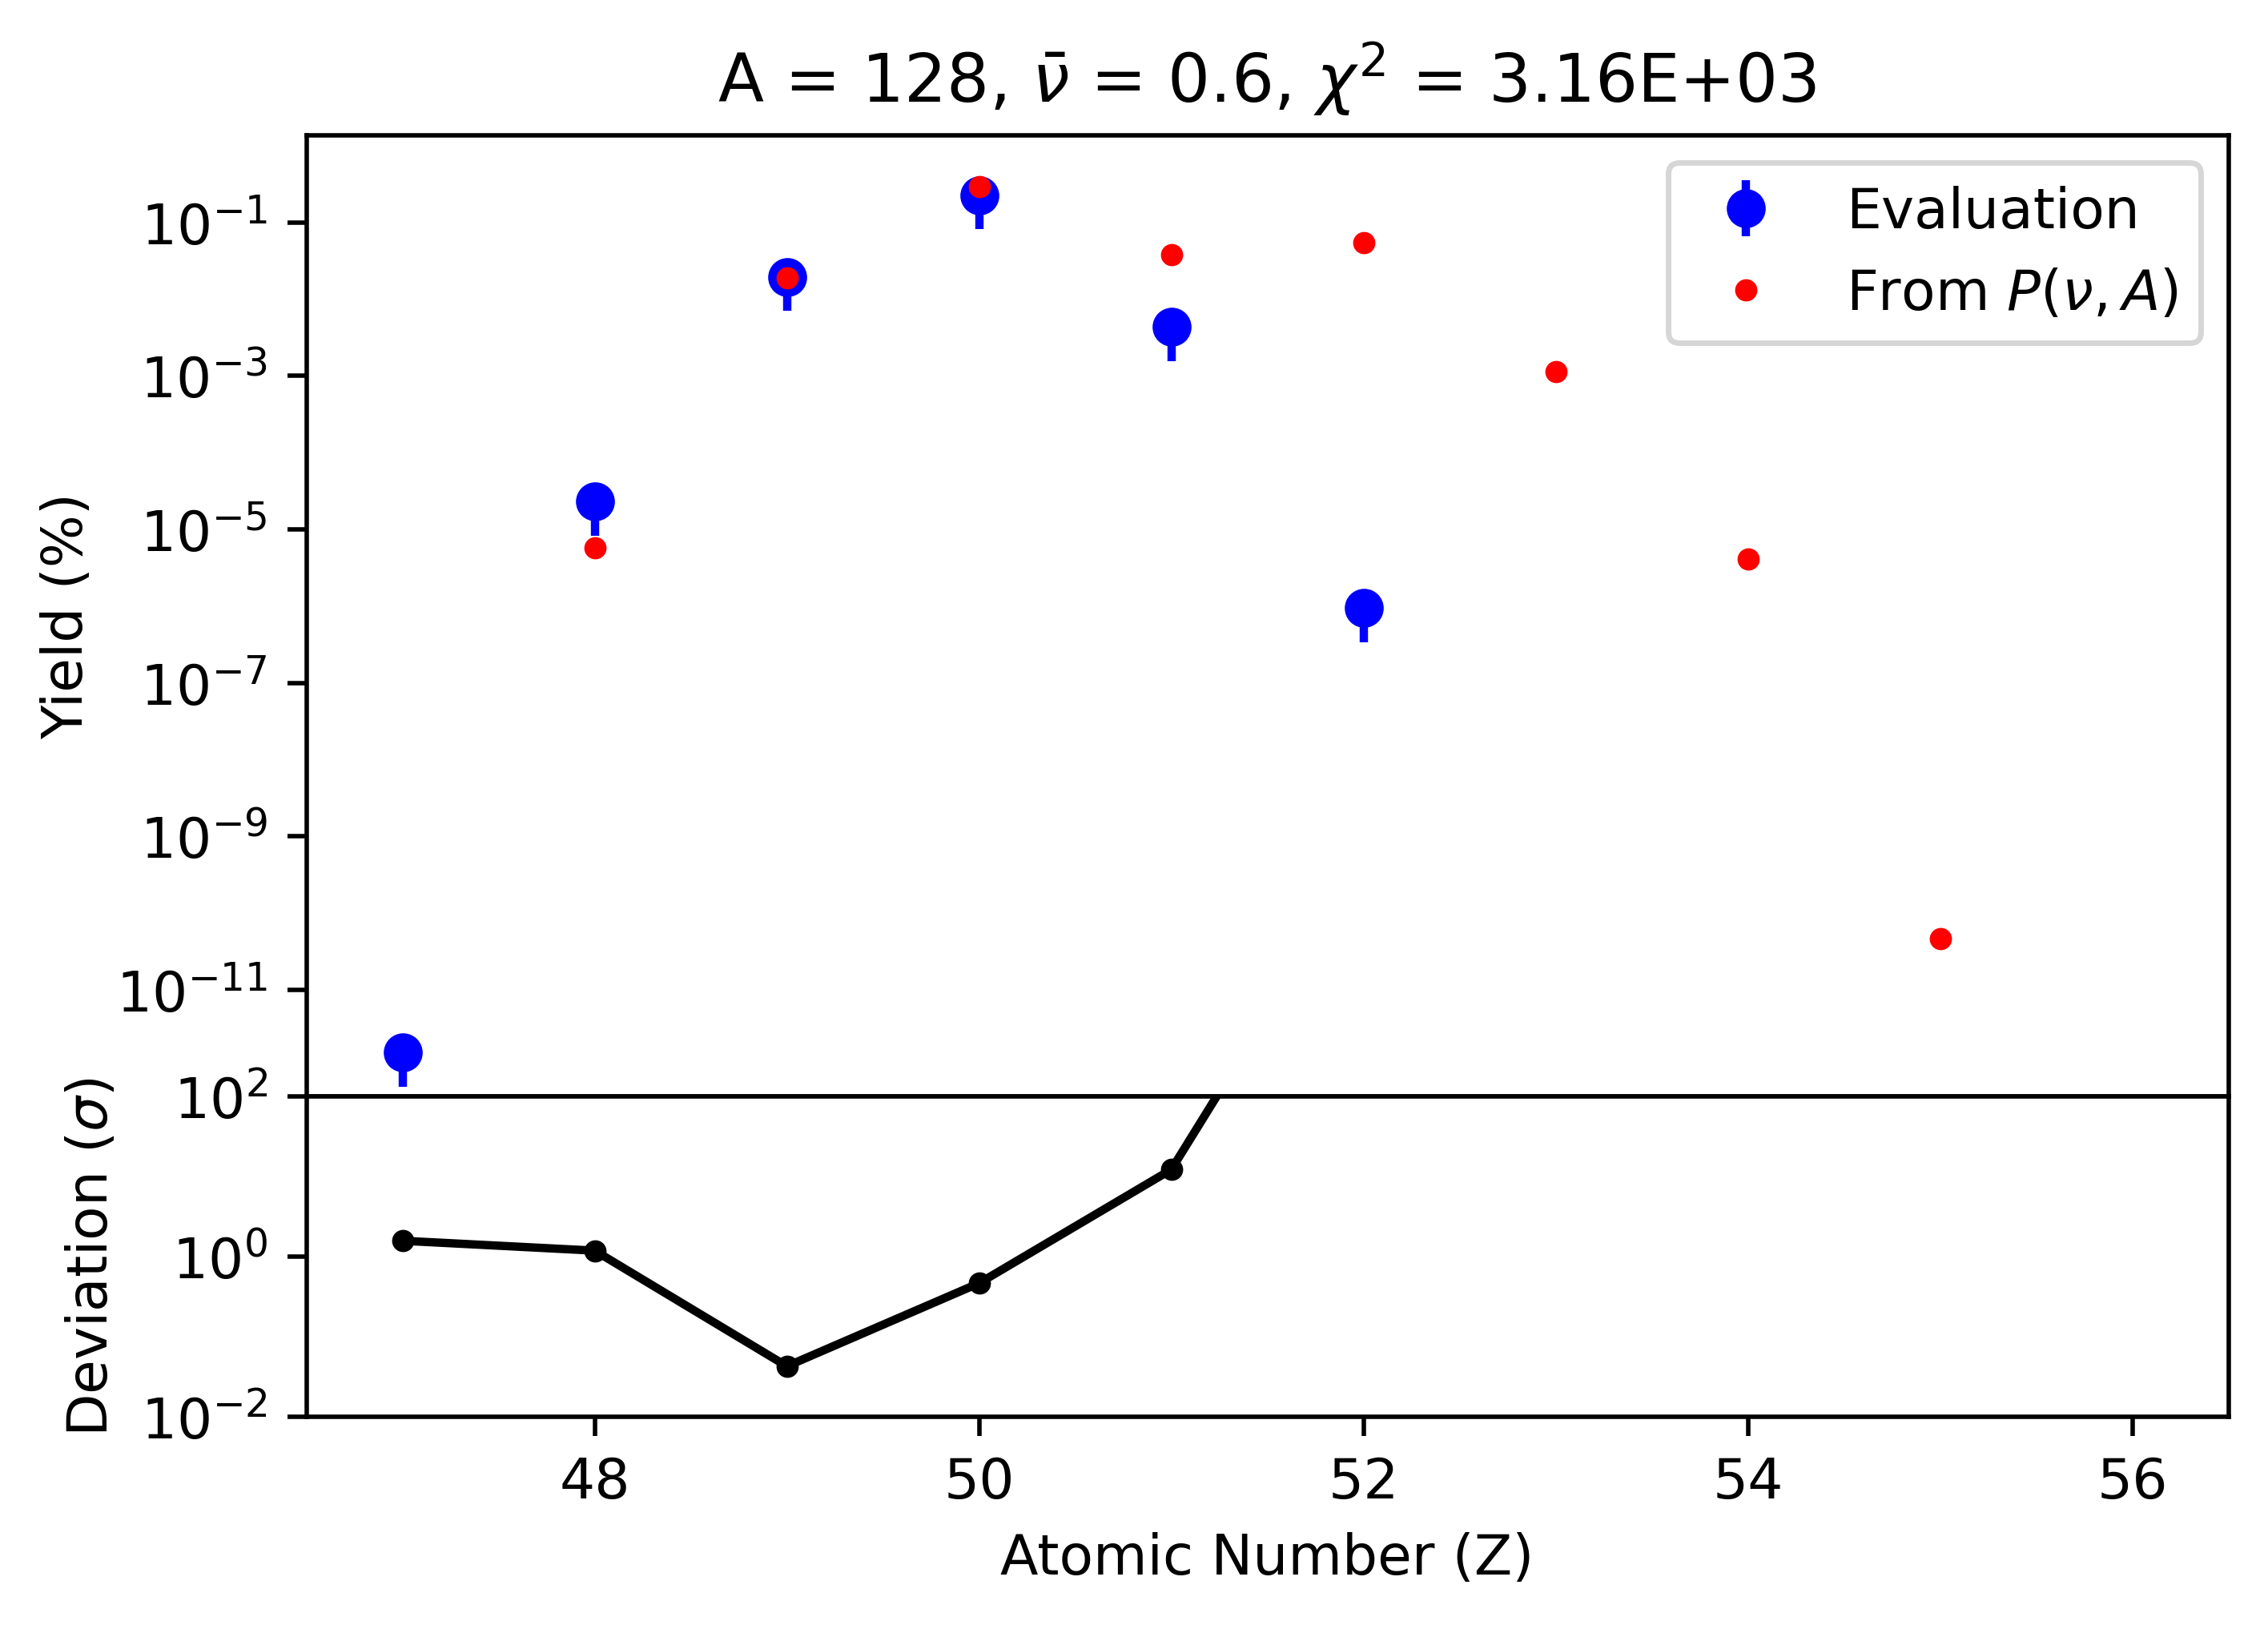 A = 128, ν̄ = 0.6, χ² = 3.16E+03
Evaluation
From P(ν, A)
Yield (%)
10⁻¹
10⁻³
10⁻⁵
10⁻⁷
10⁻⁹
10⁻¹¹
Deviation (σ)
10²
10⁰
10⁻²
48 50 52 54 56
Atomic Number (Z)